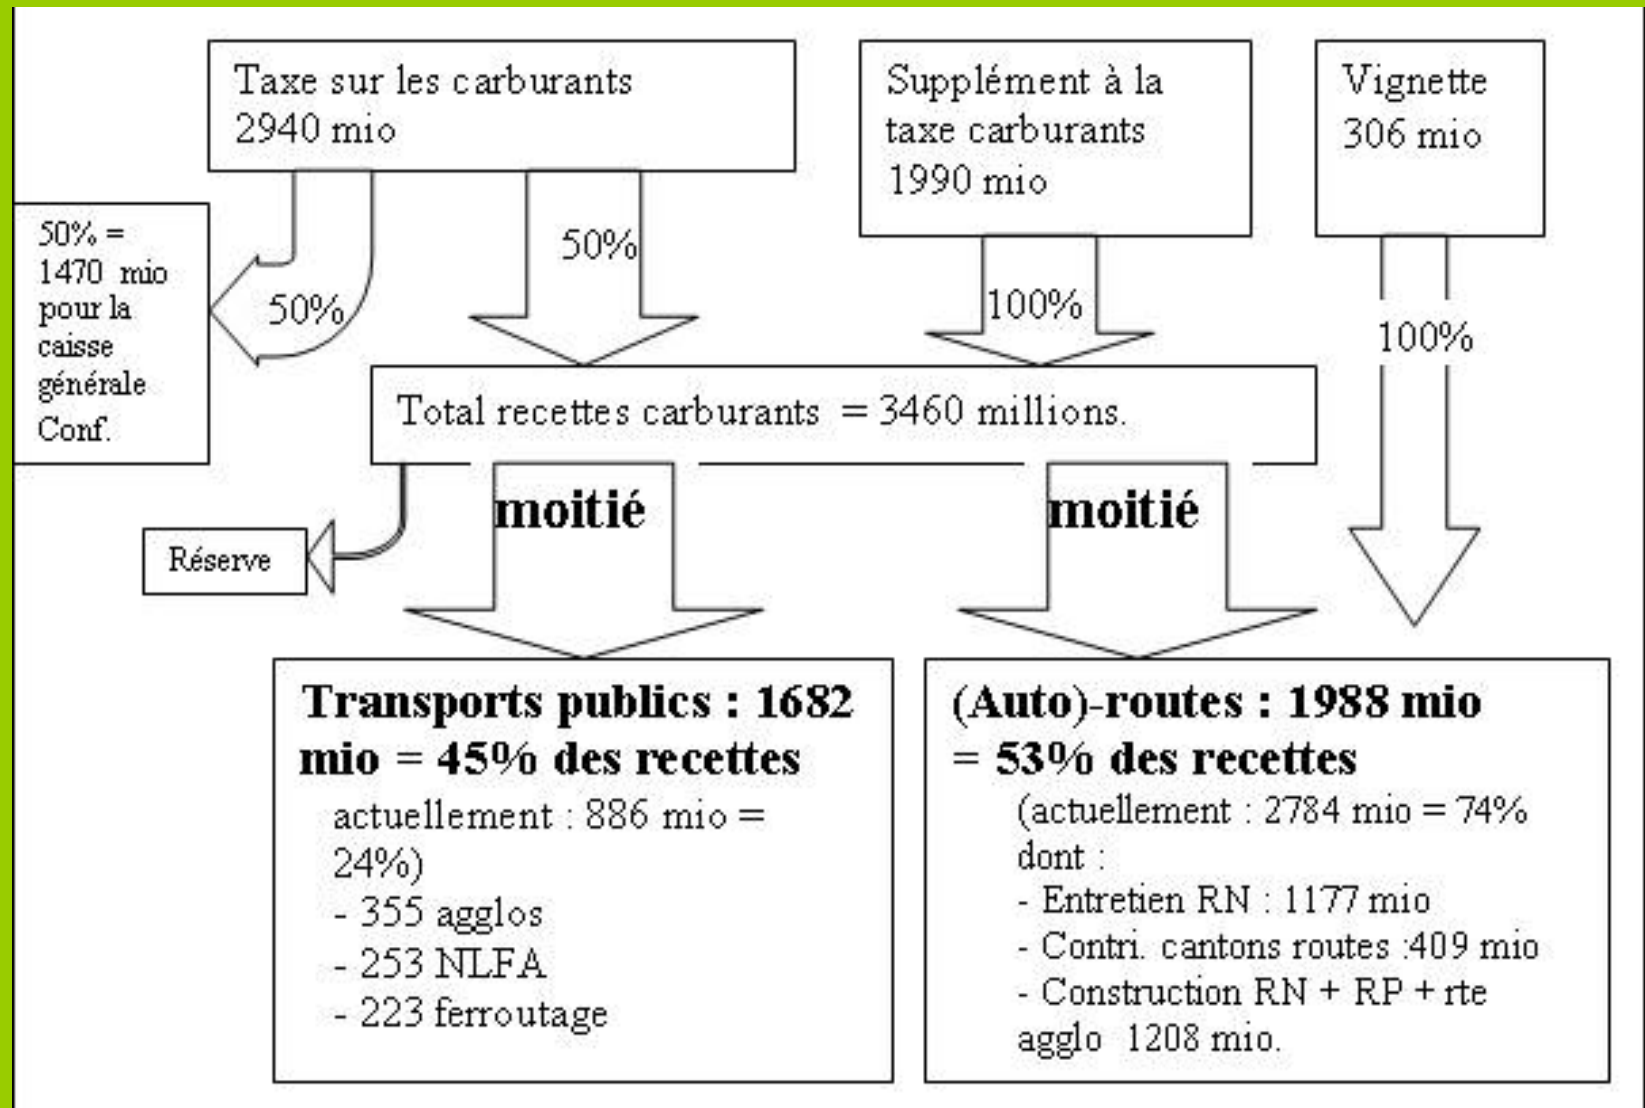 Taxe sur les carburants
2940 mio
Supplément à la
taxe carburants
1990 mio
Vignette
306 mio
50% =
1470 mio
pour la
caisse
générale
Conf.
50%
50%
100%
100%
Total recettes carburants = 3460 millions.
moitié
moitié
Réserve
Transports publics : 1682
mio = 45% des recettes
actuellement : 886 mio =
24%)
- 355 agglos
- 253 NLFA
- 223 ferroutage
(Auto)-routes : 1988 mio
= 53% des recettes
(actuellement : 2784 mio = 74%
dont :
- Entretien RN : 1177 mio
- Contri. cantons routes :409 mio
- Construction RN + RP + rte
agglo 1208 mio.